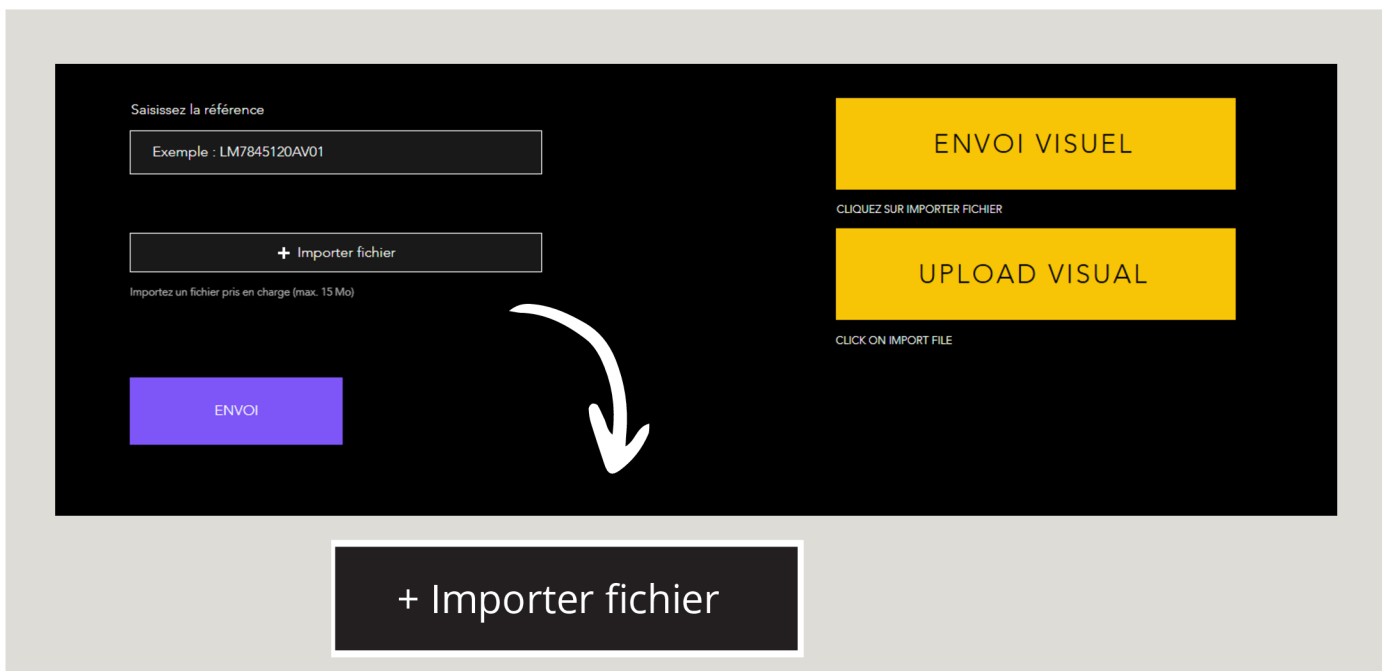 Saisissez la référence
Exemple : LM7845120AV01
+ Importer fichier
Importez un fichier pris en charge (max. 15 Mo)
ENVOI
ENVOI VISUEL
CLIQUEZ SUR IMPORTER FICHIER
UPLOAD VISUAL
CLICK ON IMPORT FILE
+ Importer fichier